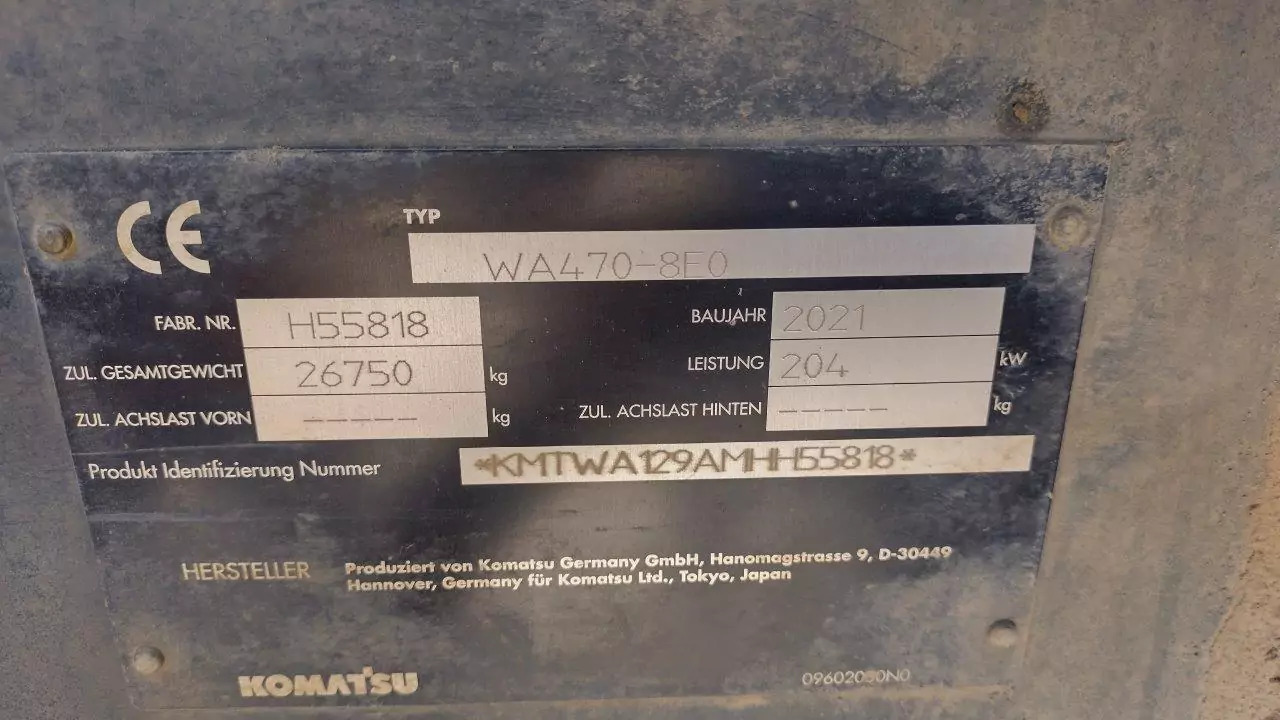 CE
TYP WA470-8E0
FABR. NR. H55818 BAUJAHR 2021
ZUL. GESAMTGEWICHT 26750 kg LEISTUNG 204 kW
ZUL. ACHSLAST VORN ----- kg ZUL. ACHSLAST HINTEN ----- kg
Produkt Identifizierung Nummer *KMTWA129AMHH55818*
HERSTELLER Produziert von Komatsu Germany GmbH, Hanomagstrasse 9, D-30449
Hannover, Germany für Komatsu Ltd., Tokyo, Japan
KOMATSU 09602050N0